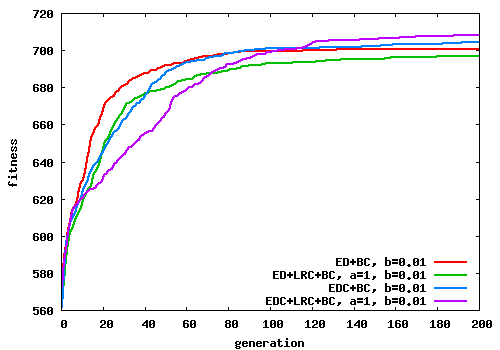 720
700
680
660
640
620
600
580
560
fitness
ED+BC, b=0.01
ED+LRC+BC, a=1, b=0.01
EDC+BC, b=0.01
EDC+LRC+BC, a=1, b=0.01
0 20 40 60 80 100 120 140 160 180 200
generation